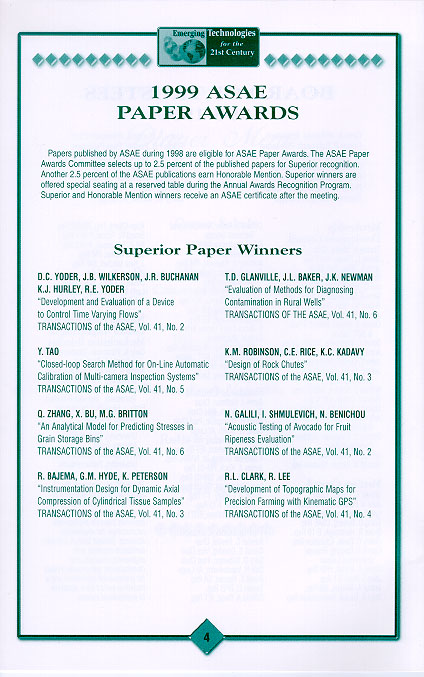 Emerging Technologies
for the
21st Century
1999 ASAE
PAPER AWARDS
Papers published by ASAE during 1998 are eligible for ASAE Paper Awards. The ASAE Paper
Awards Committee selects up to 2.5 percent of the published papers for Superior recognition.
Another 2.5 percent of the ASAE publications earn Honorable Mention. Superior winners are
offered special seating at a reserved table during the Annual Awards Recognition Program.
Superior and Honorable Mention winners receive an ASAE certificate after the meeting.
Superior Paper Winners
D.C. YODER, J.B. WILKERSON, J.R. BUCHANAN
K.J. HURLEY, R.E. YODER
“Development and Evaluation of a Device
to Control Time Varying Flows”
TRANSACTIONS of the ASAE, Vol. 41, No. 2
Y. TAO
“Closed-loop Search Method for On-Line Automatic
Calibration of Multi-camera Inspection Systems”
TRANSACTIONS of the ASAE, Vol. 41, No. 5
Q. ZHANG, X. BU, M.G. BRITTON
“An Analytical Model for Predicting Stresses in
Grain Storage Bins”
TRANSACTIONS of the ASAE, Vol. 41, No. 6
R. BAJEMA, G.M. HYDE, K. PETERSON
“Instrumentation Design for Dynamic Axial
Compression of Cylindrical Tissue Samples”
TRANSACTIONS of the ASAE, Vol. 41, No. 3
T.D. GLANVILLE, J.L. BAKER, J.K. NEWMAN
“Evaluation of Methods for Diagnosing
Contamination in Rural Wells”
TRANSACTIONS OF THE ASAE, Vol. 41, No. 6
K.M. ROBINSON, C.E. RICE, K.C. KADAVY
“Design of Rock Chutes”
TRANSACTIONS of the ASAE, Vol. 41, No. 3
N. GALILI, I. SHMULEVICH, N. BENICHOU
“Acoustic Testing of Avocado for Fruit
Ripeness Evaluation”
TRANSACTIONS of the ASAE, Vol. 41, No. 2
R.L. CLARK, R. LEE
“Development of Topographic Maps for
Precision Farming with Kinematic GPS”
TRANSACTIONS of the ASAE, Vol. 41, No. 4
4